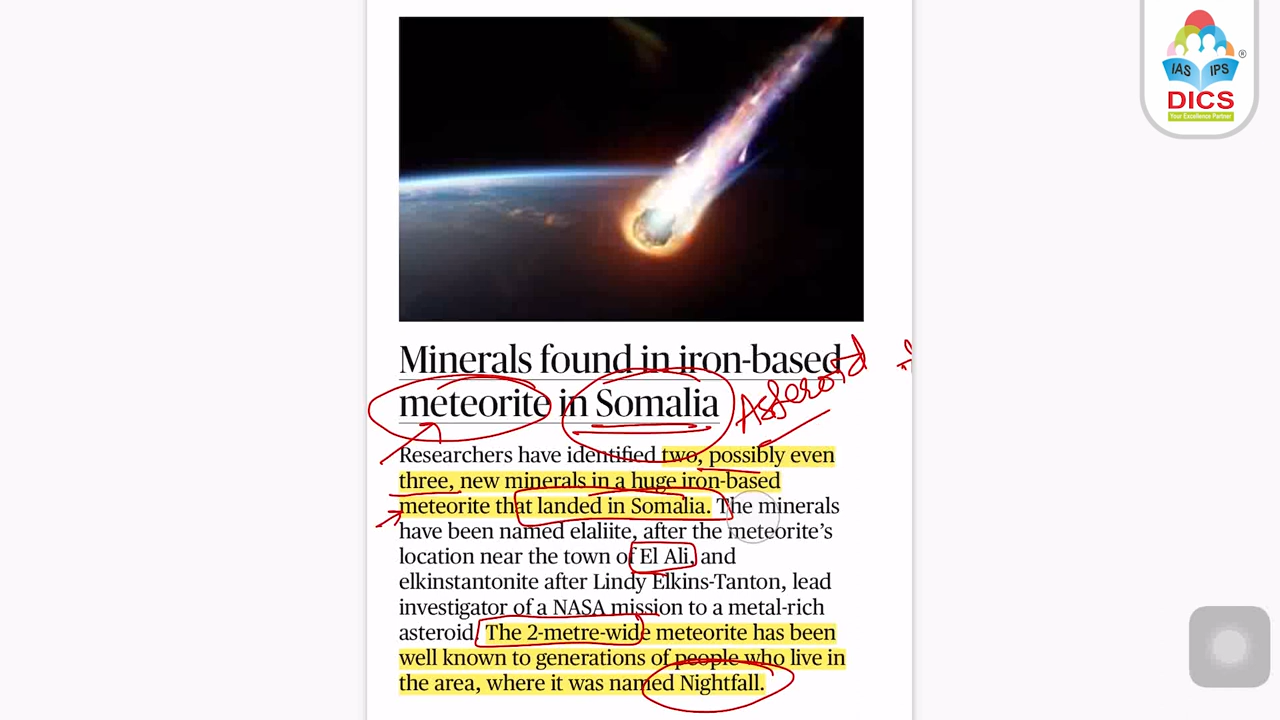 IAS IPS
®
DICS
Your Excellence Partner
Minerals found in iron-based
meteorite in Somalia
Asteroid
Researchers have identified two, possibly even
three, new minerals in a huge iron-based
meteorite that landed in Somalia. The minerals
have been named elaliite, after the meteorite's
location near the town of El Ali, and
elkinstantonite after Lindy Elkins-Tanton, lead
investigator of a NASA mission to a metal-rich
asteroid. The 2-metre-wide meteorite has been
well known to generations of people who live in
the area, where it was named Nightfall.